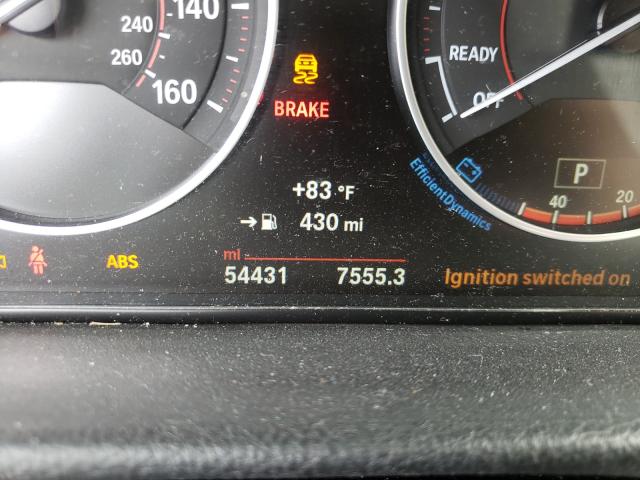 140
240
260
160
BRAKE
READY
OFF
+83 °F
430 mi
P
EfficientDynamics
40
20
ABS
mi
54431
7555.3
Ignition switched on